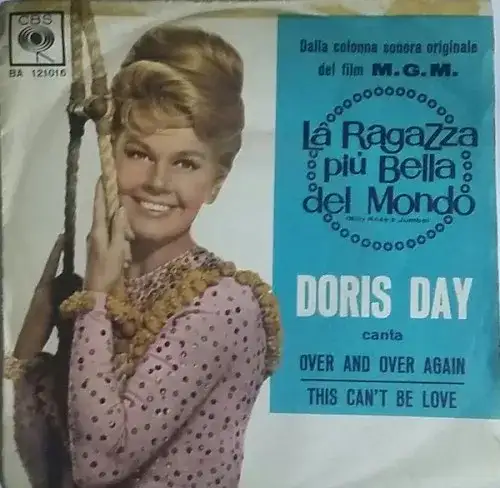 CBS
BA 121016
Dalla colonna sonora originale
del film M.G.M.
La Ragazza
più Bella
del Mondo
(Billy Rose's Jumbo)
DORIS DAY
canta
OVER AND OVER AGAIN
THIS CAN'T BE LOVE